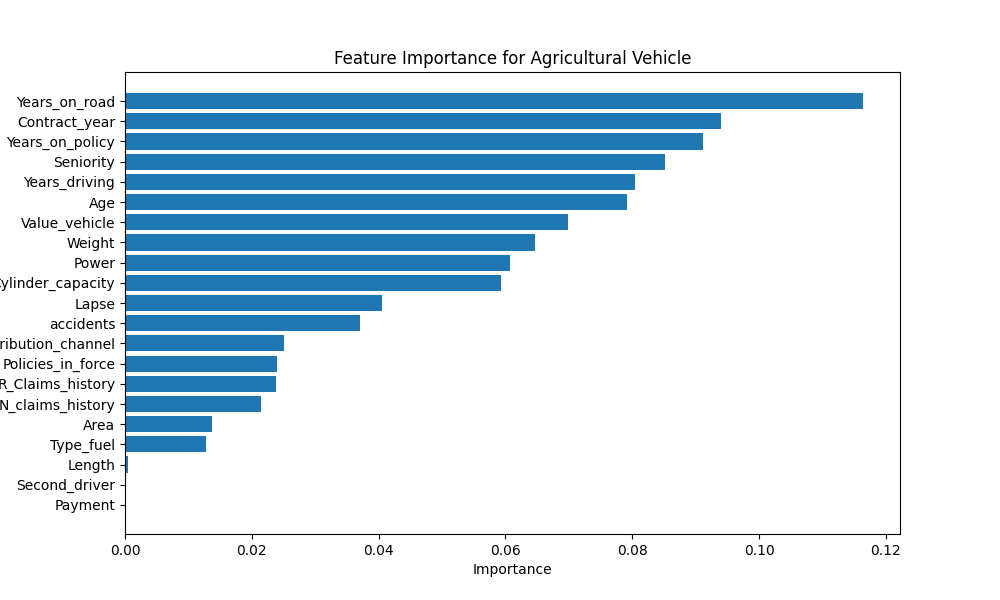 Feature Importance for Agricultural Vehicle
Years_on_road
Contract_year
Years_on_policy
Seniority
Years_driving
Age
Value_vehicle
Weight
Power
Cylinder_capacity
Lapse
accidents
ribution_channel
Policies_in_force
R_Claims_history
N_claims_history
Area
Type_fuel
Length
Second_driver
Payment
0.00 0.02 0.04 0.06 0.08 0.10 0.12
Importance